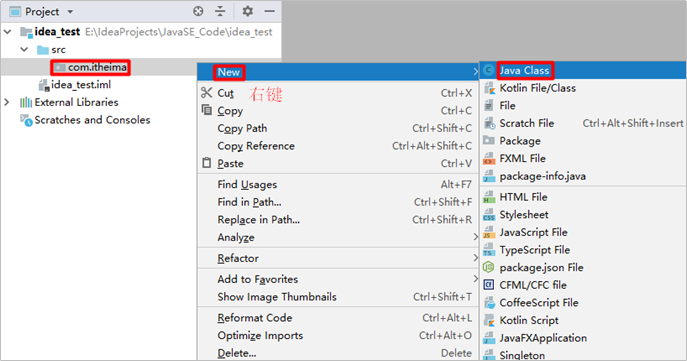 Project
idea_test E:\IdeaProjects\JavaSE_Code\idea_test
src
com.itheima
idea_test.iml
External Libraries
Scratches and Consoles
New
Cut Ctrl+X
右键
Copy Ctrl+C
Copy Path Ctrl+Shift+C
Copy Reference Ctrl+Alt+Shift+C
Paste Ctrl+V
Find Usages Alt+F7
Find in Path... Ctrl+Shift+F
Replace in Path... Ctrl+Shift+R
Analyze
Refactor
Add to Favorites
Show Image Thumbnails Ctrl+Shift+T
Reformat Code Ctrl+Alt+L
Optimize Imports Ctrl+Alt+O
Delete... Delete
Java Class
Kotlin File/Class
File
Scratch File Ctrl+Alt+Shift+Insert
Package
FXML File
package-info.java
HTML File
Stylesheet
JavaScript File
TypeScript File
package.json File
CFML/CFC file
CoffeeScript File
Kotlin Script
JavaFXApplication
Singleton